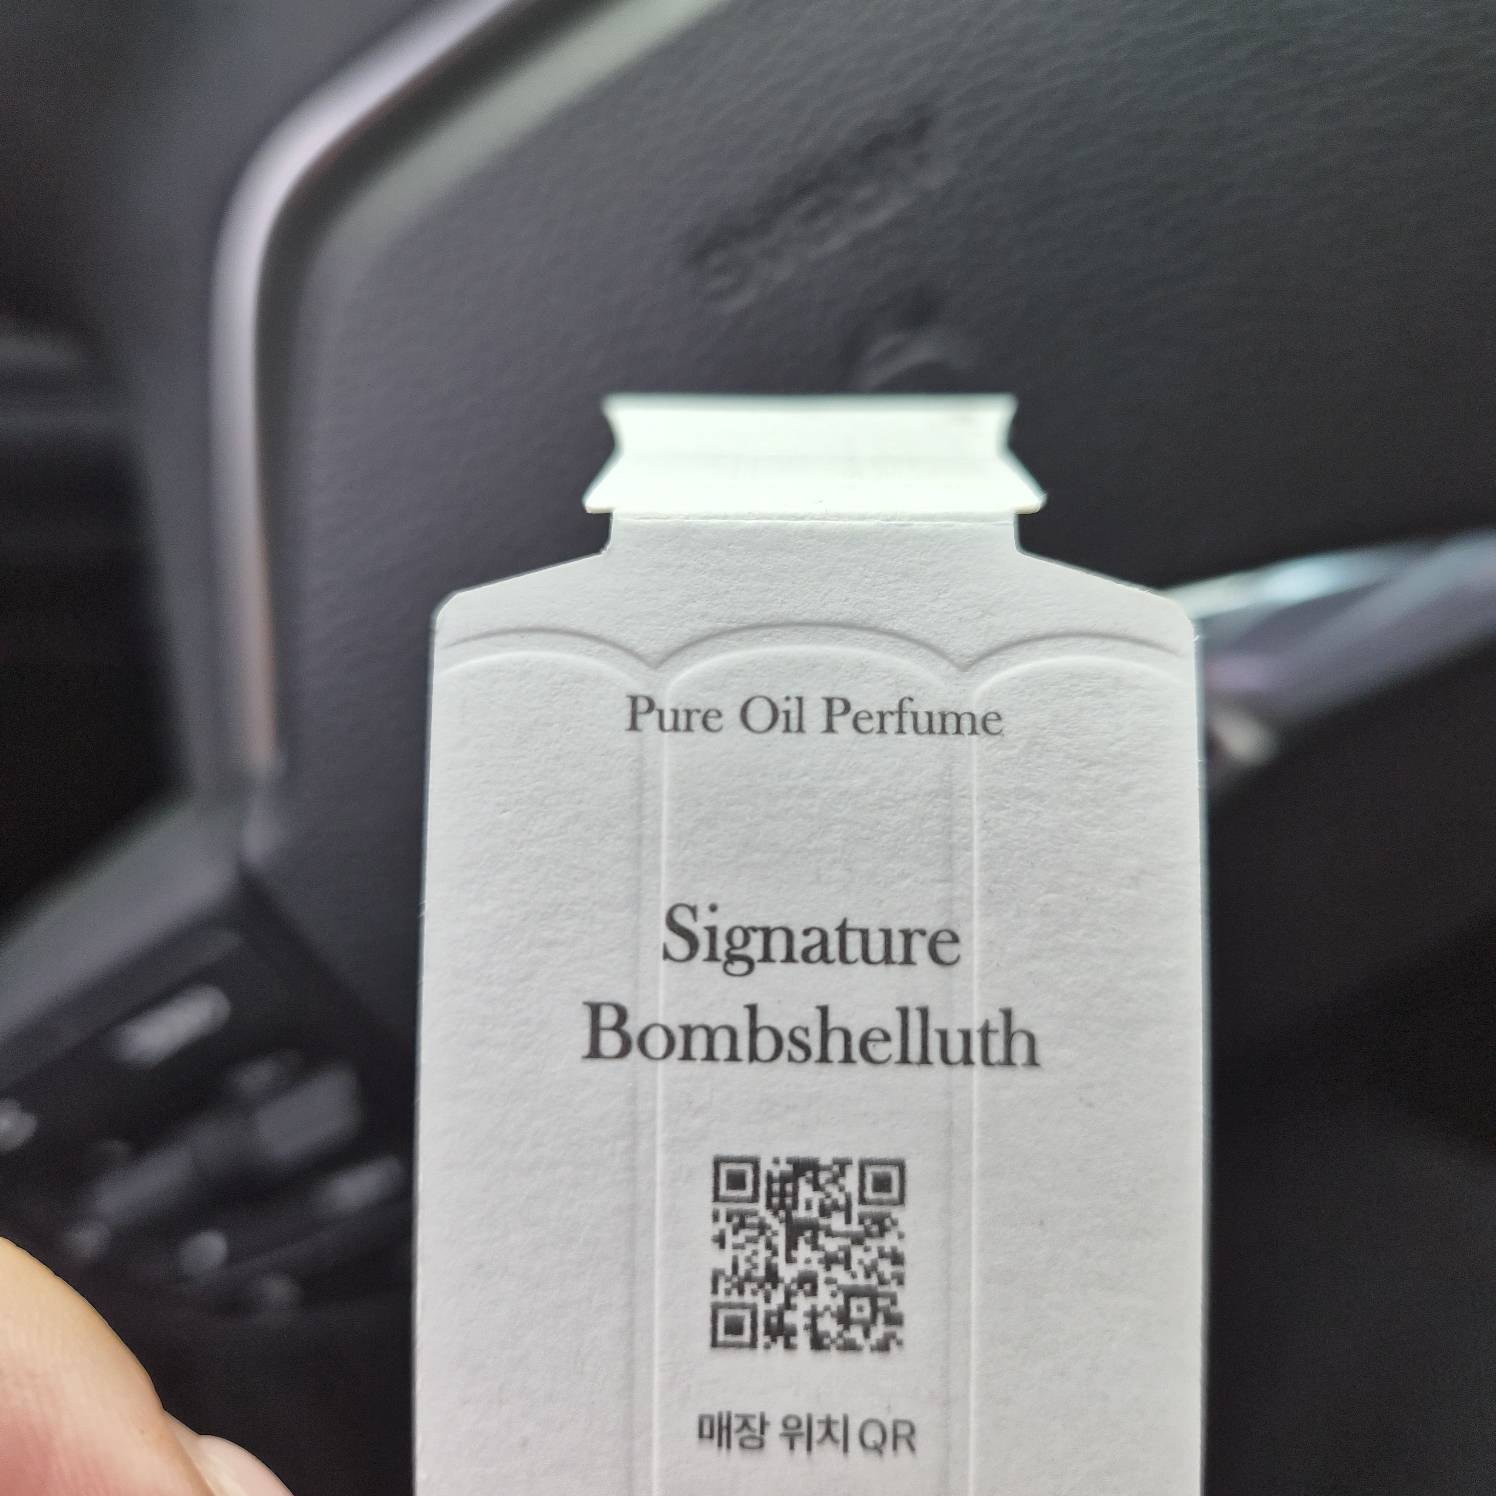 Pure Oil Perfume
Signature
Bombshelluth
매장 위치 QR